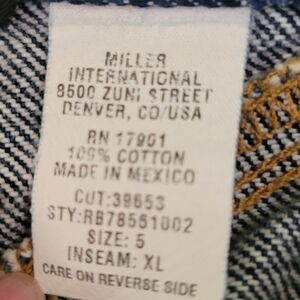 MILLER
INTERNATIONAL
8500 ZUNI STREET
DENVER, CO/USA
RN 17961
100% COTTON
MADE IN MEXICO
CUT:39653
STY:RB78551002
SIZE: 5
INSEAM: XL
CARE ON REVERSE SIDE